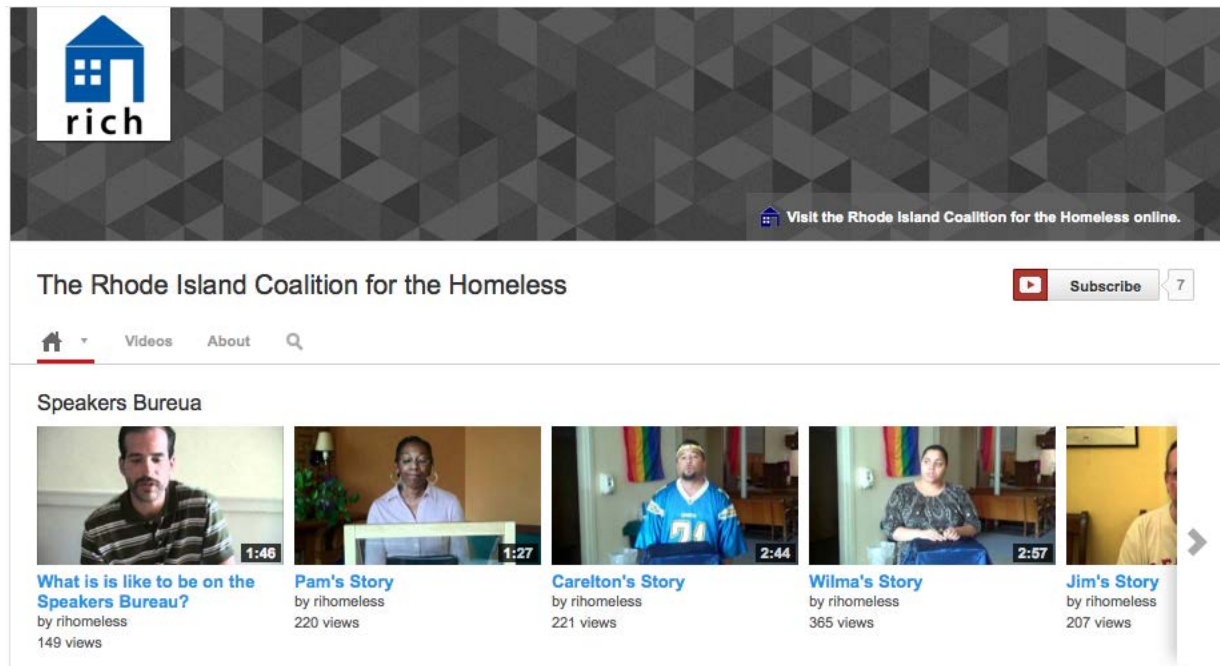 rich
Visit the Rhode Island Coalition for the Homeless online.
The Rhode Island Coalition for the Homeless
Subscribe
7
Videos
About
Speakers Bureua
1:46
What is is like to be on the
Speakers Bureau?
by rihomeless
149 views
1:27
Pam's Story
by rihomeless
220 views
21
2:44
Carelton's Story
by rihomeless
221 views
2:57
Wilma's Story
by rihomeless
365 views
Jim's Story
by rihomeless
207 views